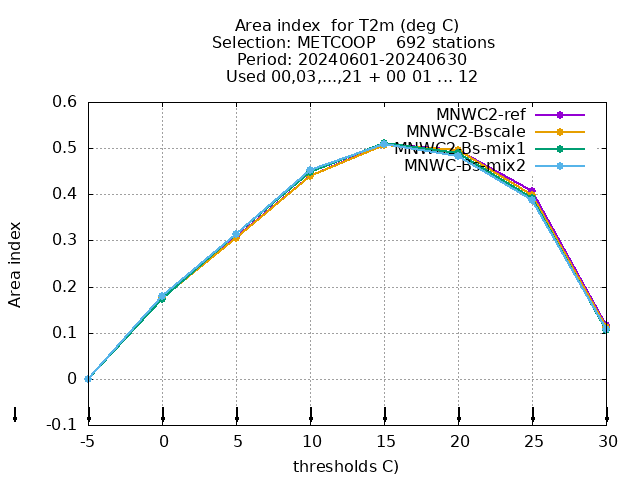 Area index  for T2m (deg C)
Selection: METCOOP    692 stations
Period: 20240601-20240630
Used 00,03,...,21 + 00 01 ... 12
MNWC2-ref
MNWC2-Bscale
MNWC2-Bs-mix1
MNWC-Bs-mix2
0.6
0.5
0.4
0.3
0.2
0.1
0
-0.1
Area index
-5 0 5 10 15 20 25 30
thresholds C)